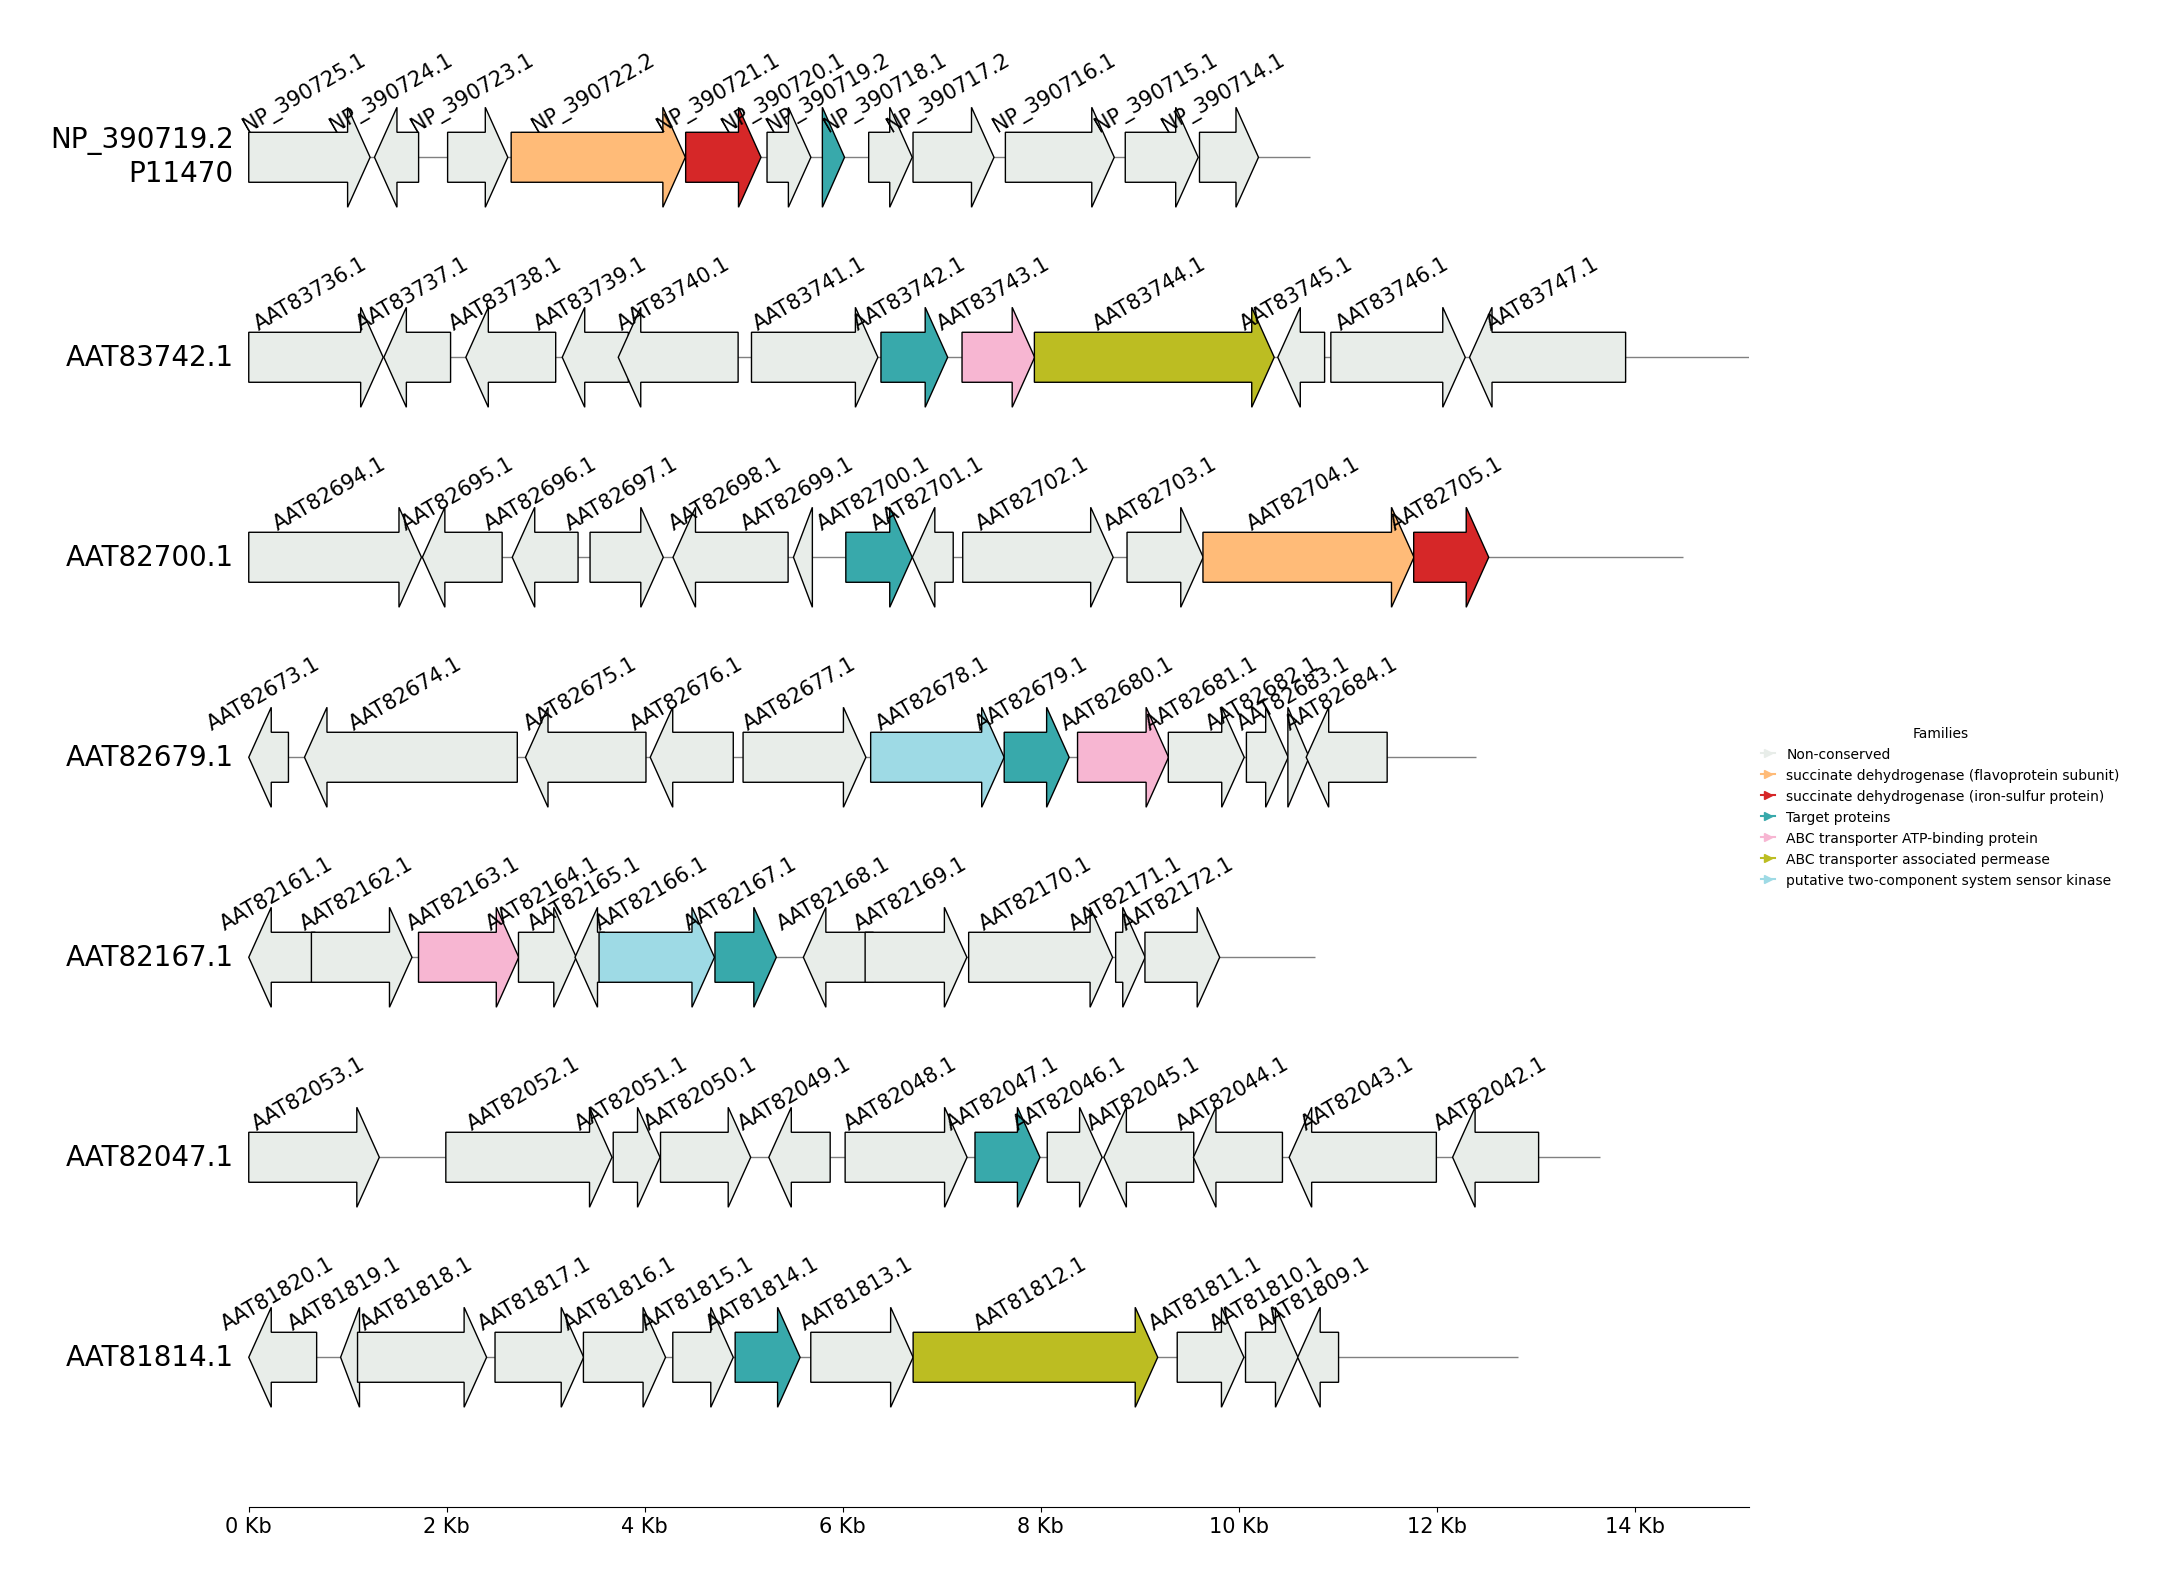 NP_390725.1 NP_390724.1 NP_390723.1 NP_390722.2 NP_390721.1 NP_390720.1 NP_390719.2 NP_390718.1 NP_390717.2 NP_390716.1 NP_390715.1 NP_390714.1
NP_390719.2
P11470
AAT83736.1 AAT83737.1 AAT83738.1 AAT83739.1 AAT83740.1 AAT83741.1 AAT83742.1 AAT83743.1 AAT83744.1 AAT83745.1 AAT83746.1 AAT83747.1
AAT83742.1
AAT82694.1 AAT82695.1 AAT82696.1 AAT82697.1 AAT82698.1 AAT82699.1 AAT82700.1 AAT82701.1 AAT82702.1 AAT82703.1 AAT82704.1 AAT82705.1
AAT82700.1
AAT82673.1 AAT82674.1 AAT82675.1 AAT82676.1 AAT82677.1 AAT82678.1 AAT82679.1 AAT82680.1 AAT82681.1 AAT82682.1 AAT82683.1 AAT82684.1
AAT82679.1
AAT82161.1 AAT82162.1 AAT82163.1 AAT82164.1 AAT82165.1 AAT82166.1 AAT82167.1 AAT82168.1 AAT82169.1 AAT82170.1 AAT82171.1 AAT82172.1
AAT82167.1
AAT82053.1 AAT82052.1 AAT82051.1 AAT82050.1 AAT82049.1 AAT82048.1 AAT82047.1 AAT82046.1 AAT82045.1 AAT82044.1 AAT82043.1 AAT82042.1
AAT82047.1
AAT81820.1 AAT81819.1 AAT81818.1 AAT81817.1 AAT81816.1 AAT81815.1 AAT81814.1 AAT81813.1 AAT81812.1 AAT81811.1 AAT81810.1 AAT81809.1
AAT81814.1
0 Kb 2 Kb 4 Kb 6 Kb 8 Kb 10 Kb 12 Kb 14 Kb
Families
Non-conserved
succinate dehydrogenase (flavoprotein subunit)
succinate dehydrogenase (iron-sulfur protein)
Target proteins
ABC transporter ATP-binding protein
ABC transporter associated permease
putative two-component system sensor kinase